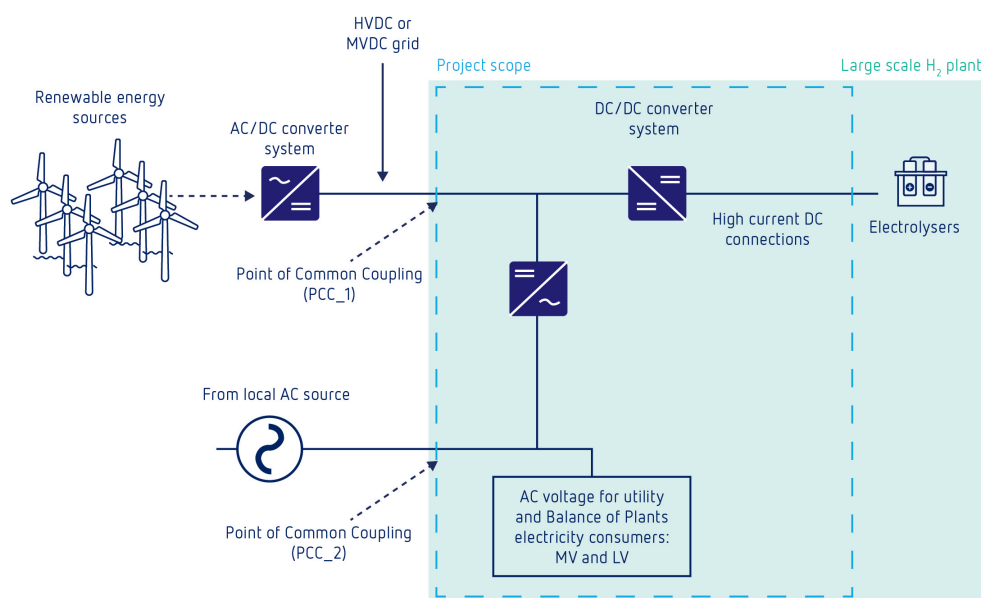 HVDC or
MVDC grid
Project scope
Large scale H₂ plant
Renewable energy
sources
AC/DC converter
system
DC/DC converter
system
High current DC
connections
Electrolysers
Point of Common Coupling
(PCC_1)
From local AC source
Point of Common Coupling
(PCC_2)
AC voltage for utility
and Balance of Plants
electricity consumers:
MV and LV